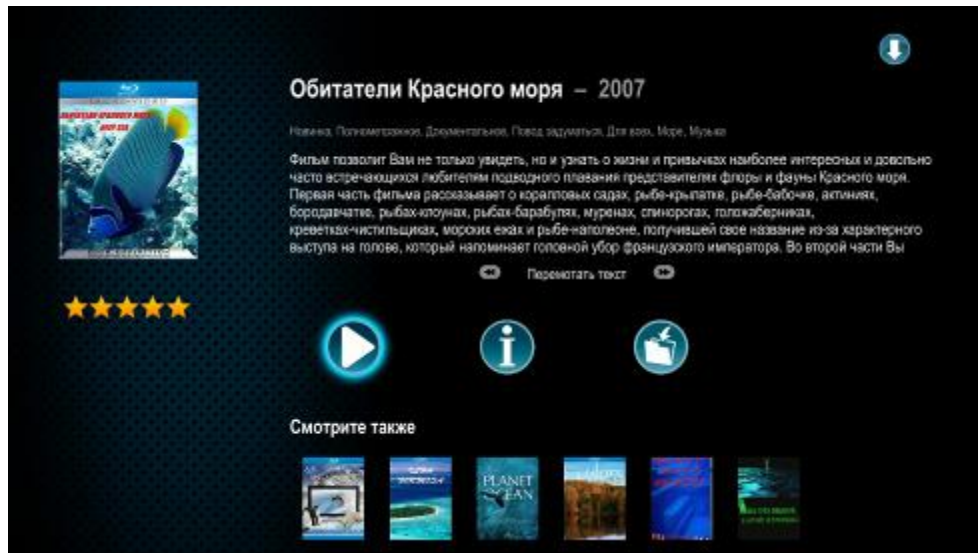 Обитатели Красного моря – 2007
Новинка, Полнометражное, Документальное, Повод задуматься, Для всех, Море, Музыка
Фильм позволит Вам не только увидеть, но и узнать о жизни и привычках наиболее интересных и довольно
часто встречающихся любителям подводного плавания представителях флоры и фауны Красного моря.
Первая часть фильма рассказывает о коралловых садах, рыбе-крылатке, рыбе-бабочке, актиниях,
бородавчатке, рыбах-клоунах, рыбах-барабулях, муренах, спинорогах, голожаберниках,
креветках-чистильщиках, морских ежах и рыбе-наполеоне, получившей свое название из-за характерного
выступа на голове, который напоминает головной убор французского императора. Во второй части Вы
Перемотать текст
Смотрите также
PLANET
OCEAN